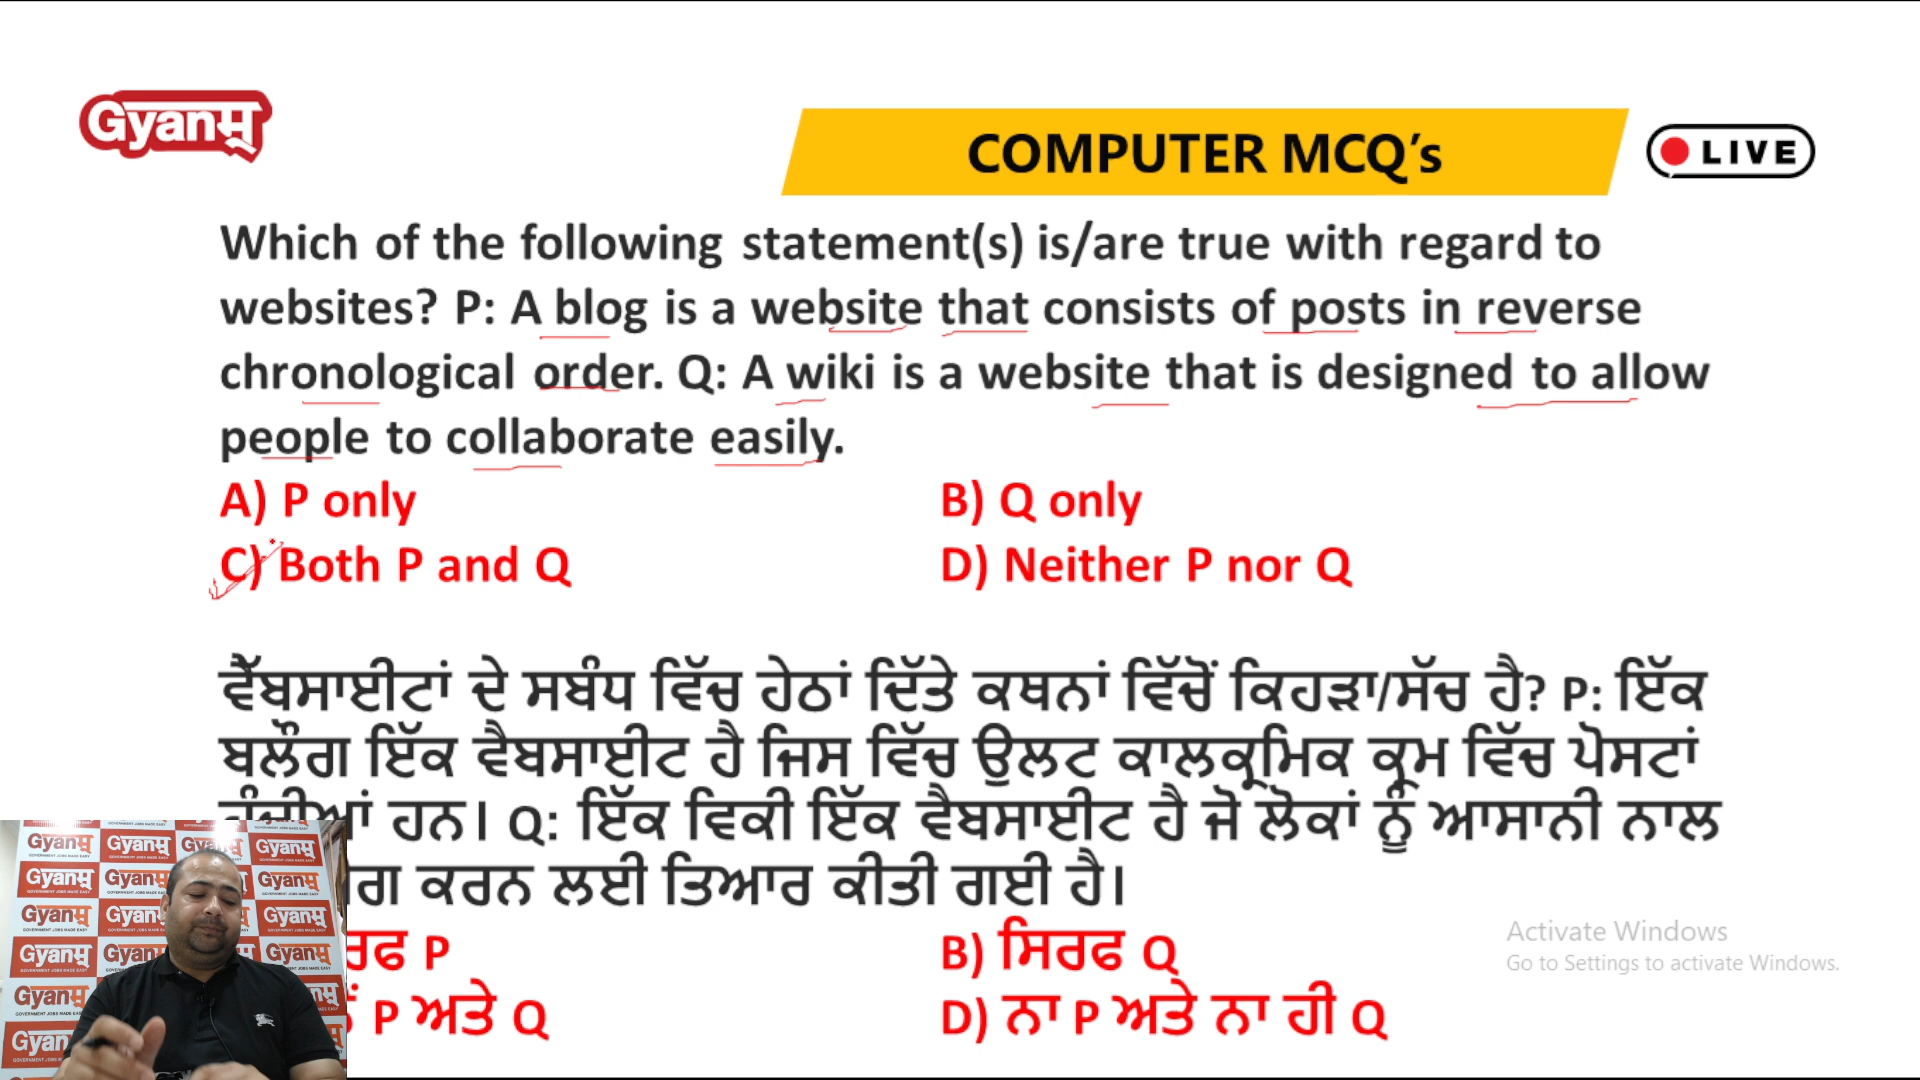 Gyanम्
COMPUTER MCQ’s
LIVE
Which of the following statement(s) is/are true with regard to
websites? P: A blog is a website that consists of posts in reverse
chronological order. Q: A wiki is a website that is designed to allow
people to collaborate easily.
A) P only
B) Q only
C) Both P and Q
D) Neither P nor Q
ਵੈੱਬਸਾਈਟਾਂ ਦੇ ਸਬੰਧ ਵਿੱਚ ਹੇਠਾਂ ਦਿੱਤੇ ਕਥਨਾਂ ਵਿੱਚੋਂ ਕਿਹੜਾ/ਸੱਚ ਹੈ? P: ਇੱਕ
ਬਲੌਗ ਇੱਕ ਵੈਬਸਾਈਟ ਹੈ ਜਿਸ ਵਿੱਚ ਉਲਟ ਕਾਲਕ੍ਰਮਿਕ ਕ੍ਰਮ ਵਿੱਚ ਪੋਸਟਾਂ
ਹਨ। Q: ਇੱਕ ਵਿਕੀ ਇੱਕ ਵੈਬਸਾਈਟ ਹੈ ਜੋ ਲੋਕਾਂ ਨੂੰ ਆਸਾਨੀ ਨਾਲ
ਕਰਨ ਲਈ ਤਿਆਰ ਕੀਤੀ ਗਈ ਹੈ।
P
B) ਸਿਰਫ Q
P ਅਤੇ Q
D) ਨਾ P ਅਤੇ ਨਾ ਹੀ Q
Activate Windows
Go to Settings to activate Windows.